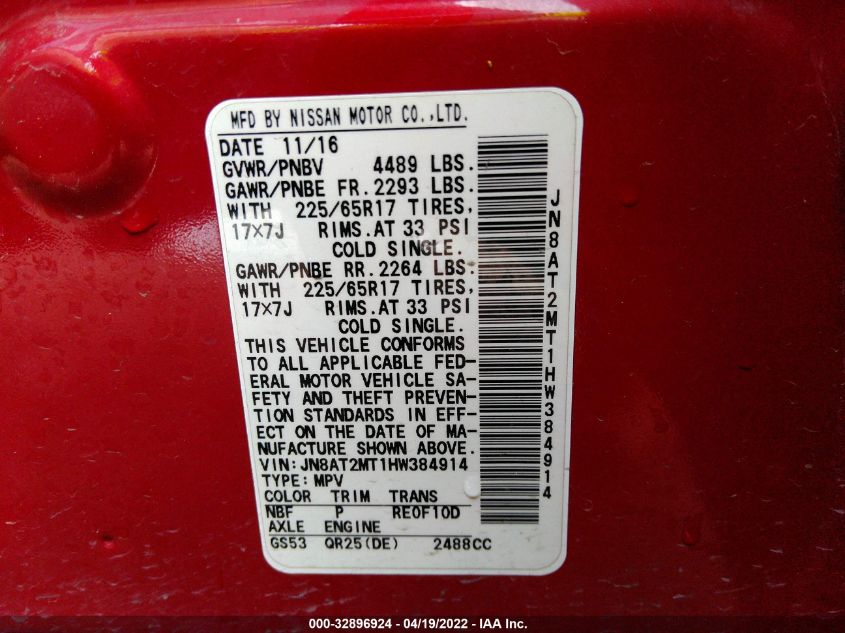 MFD BY NISSAN MOTOR CO.,LTD.
DATE 11/16
GVWR/PNBV 4489 LBS.
GAWR/PNBE FR.2293 LBS.
WITH 225/65R17 TIRES,
17×7J RIMS.AT 33 PSI
COLD SINGLE.
GAWR/PNBE RR.2264 LBS.
WITH 225/65R17 TIRES,
17×7J RIMS.AT 33 PSI
COLD SINGLE.
THIS VEHICLE CONFORMS
TO ALL APPLICABLE FED-
ERAL MOTOR VEHICLE SA-
FETY AND THEFT PREVEN-
TION STANDARDS IN EFF-
ECT ON THE DATE OF MA-
NUFACTURE SHOWN ABOVE.
VIN:JN8AT2MT1HW384914
TYPE:MPV
COLOR TRIM TRANS
NBF P RE0F10D
AXLE ENGINE
GS53 QR25(DE) 2488CC
JN8AT2MT1HW384914
000-32896924 - 04/19/2022 - IAA Inc.